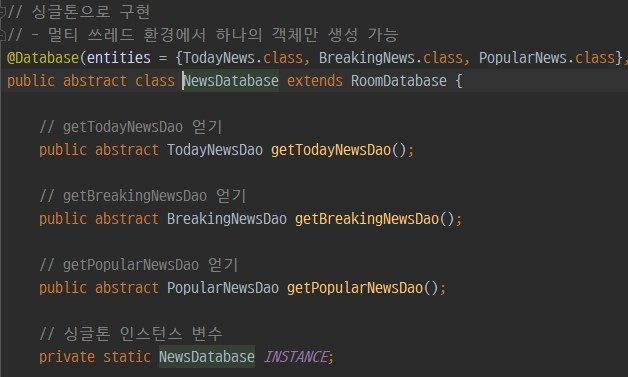 // 싱글톤으로 구현
// - 멀티 쓰레드 환경에서 하나의 객체만 생성 가능
@Database(entities = {TodayNews.class, BreakingNews.class, PopularNews.class},
public abstract class NewsDatabase extends RoomDatabase {
// getTodayNewsDao 얻기
public abstract TodayNewsDao getTodayNewsDao();
// getBreakingNewsDao 얻기
public abstract BreakingNewsDao getBreakingNewsDao();
// getPopularNewsDao 얻기
public abstract PopularNewsDao getPopularNewsDao();
// 싱글톤 인스턴스 변수
private static NewsDatabase INSTANCE;